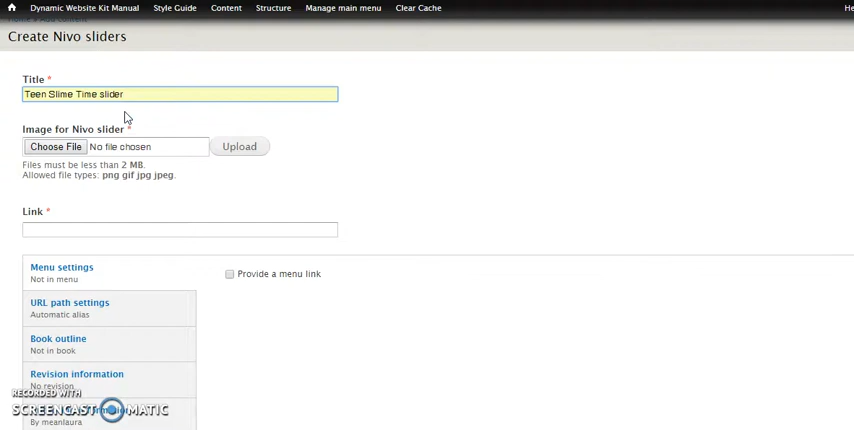 Dynamic Website Kit Manual Style Guide Content Structure Manage main menu Clear Cache He
Create Nivo sliders
Title *
Teen Slime Time slider
Image for Nivo slider *
Choose File No file chosen Upload
Files must be less than 2 MB.
Allowed file types: png gif jpg jpeg.
Link *
Menu settings
Not in menu
Provide a menu link
URL path settings
Automatic alias
Book outline
Not in book
Revision information
No revision
RECORDED WITH
SCREENCAST MATIC
By meanlaura